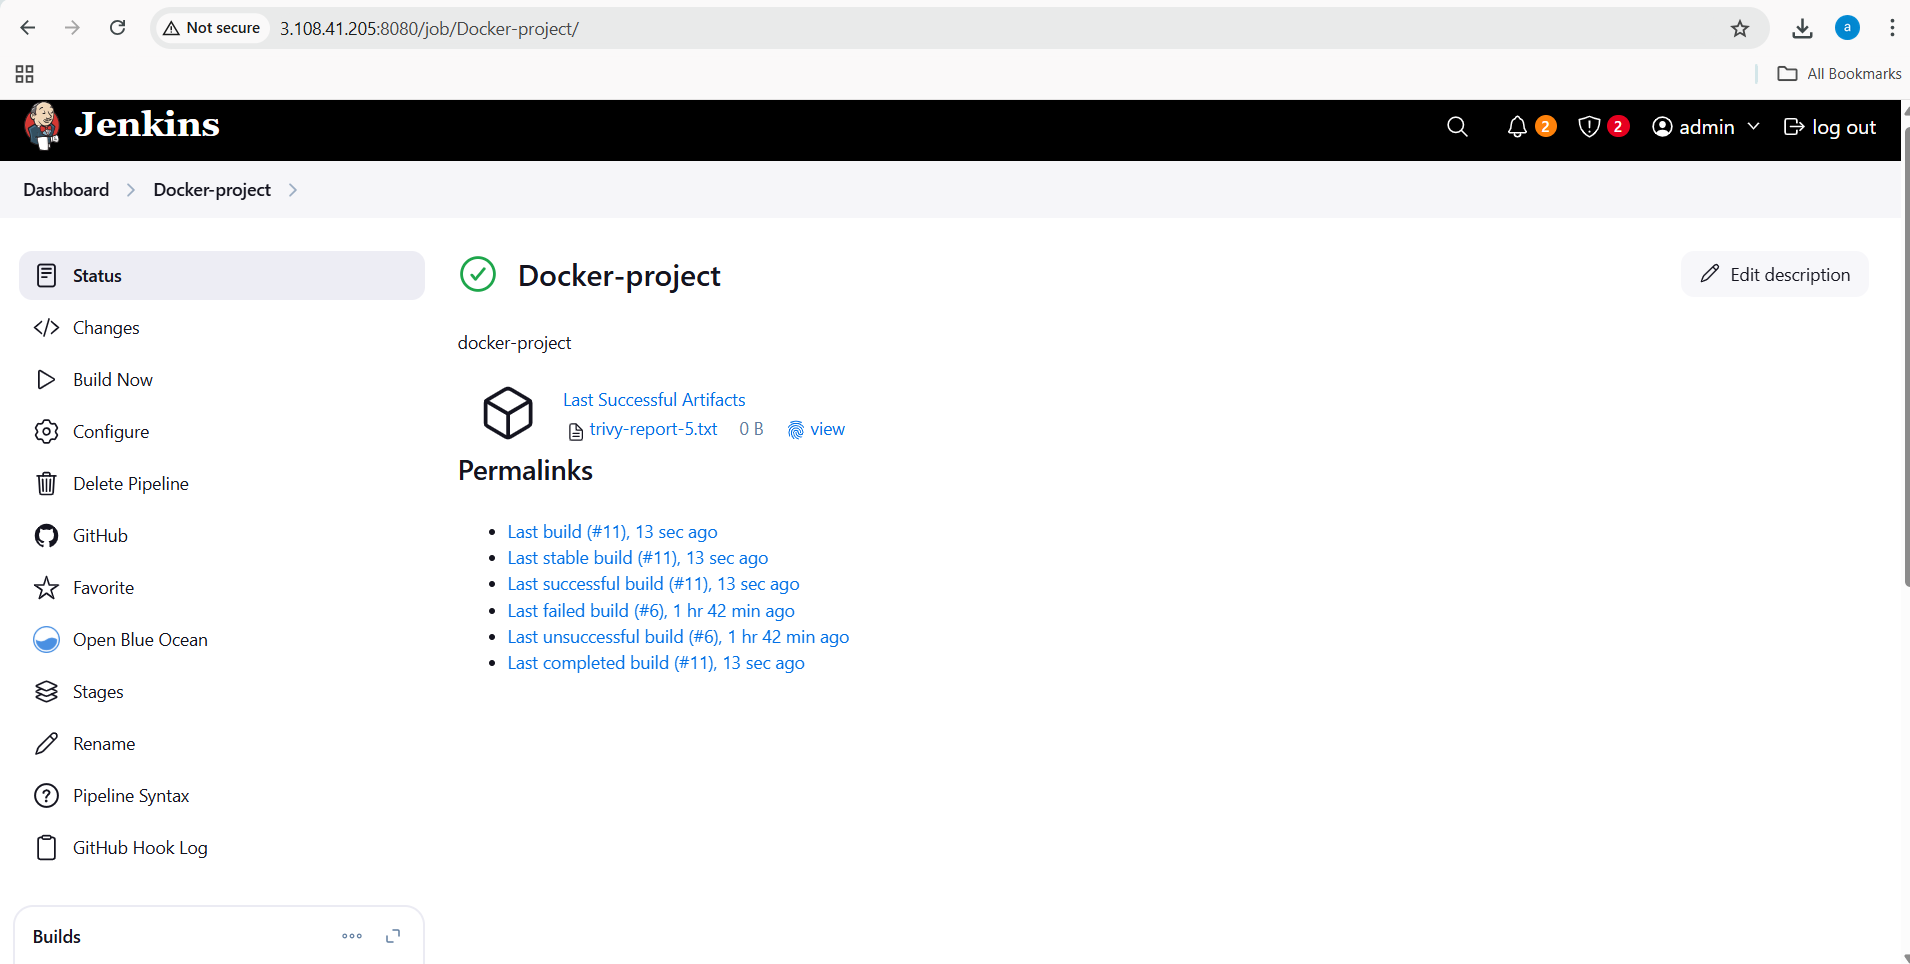 Not secure 3.108.41.205:8080/job/Docker-project/
a
All Bookmarks
Jenkins
2 2 admin log out
Dashboard Docker-project
Status
Changes
Build Now
Configure
Delete Pipeline
GitHub
Favorite
Open Blue Ocean
Stages
Rename
Pipeline Syntax
GitHub Hook Log
Builds
Docker-project
Edit description
docker-project
Last Successful Artifacts
trivy-report-5.txt 0 B view
Permalinks
Last build (#11), 13 sec ago
Last stable build (#11), 13 sec ago
Last successful build (#11), 13 sec ago
Last failed build (#6), 1 hr 42 min ago
Last unsuccessful build (#6), 1 hr 42 min ago
Last completed build (#11), 13 sec ago